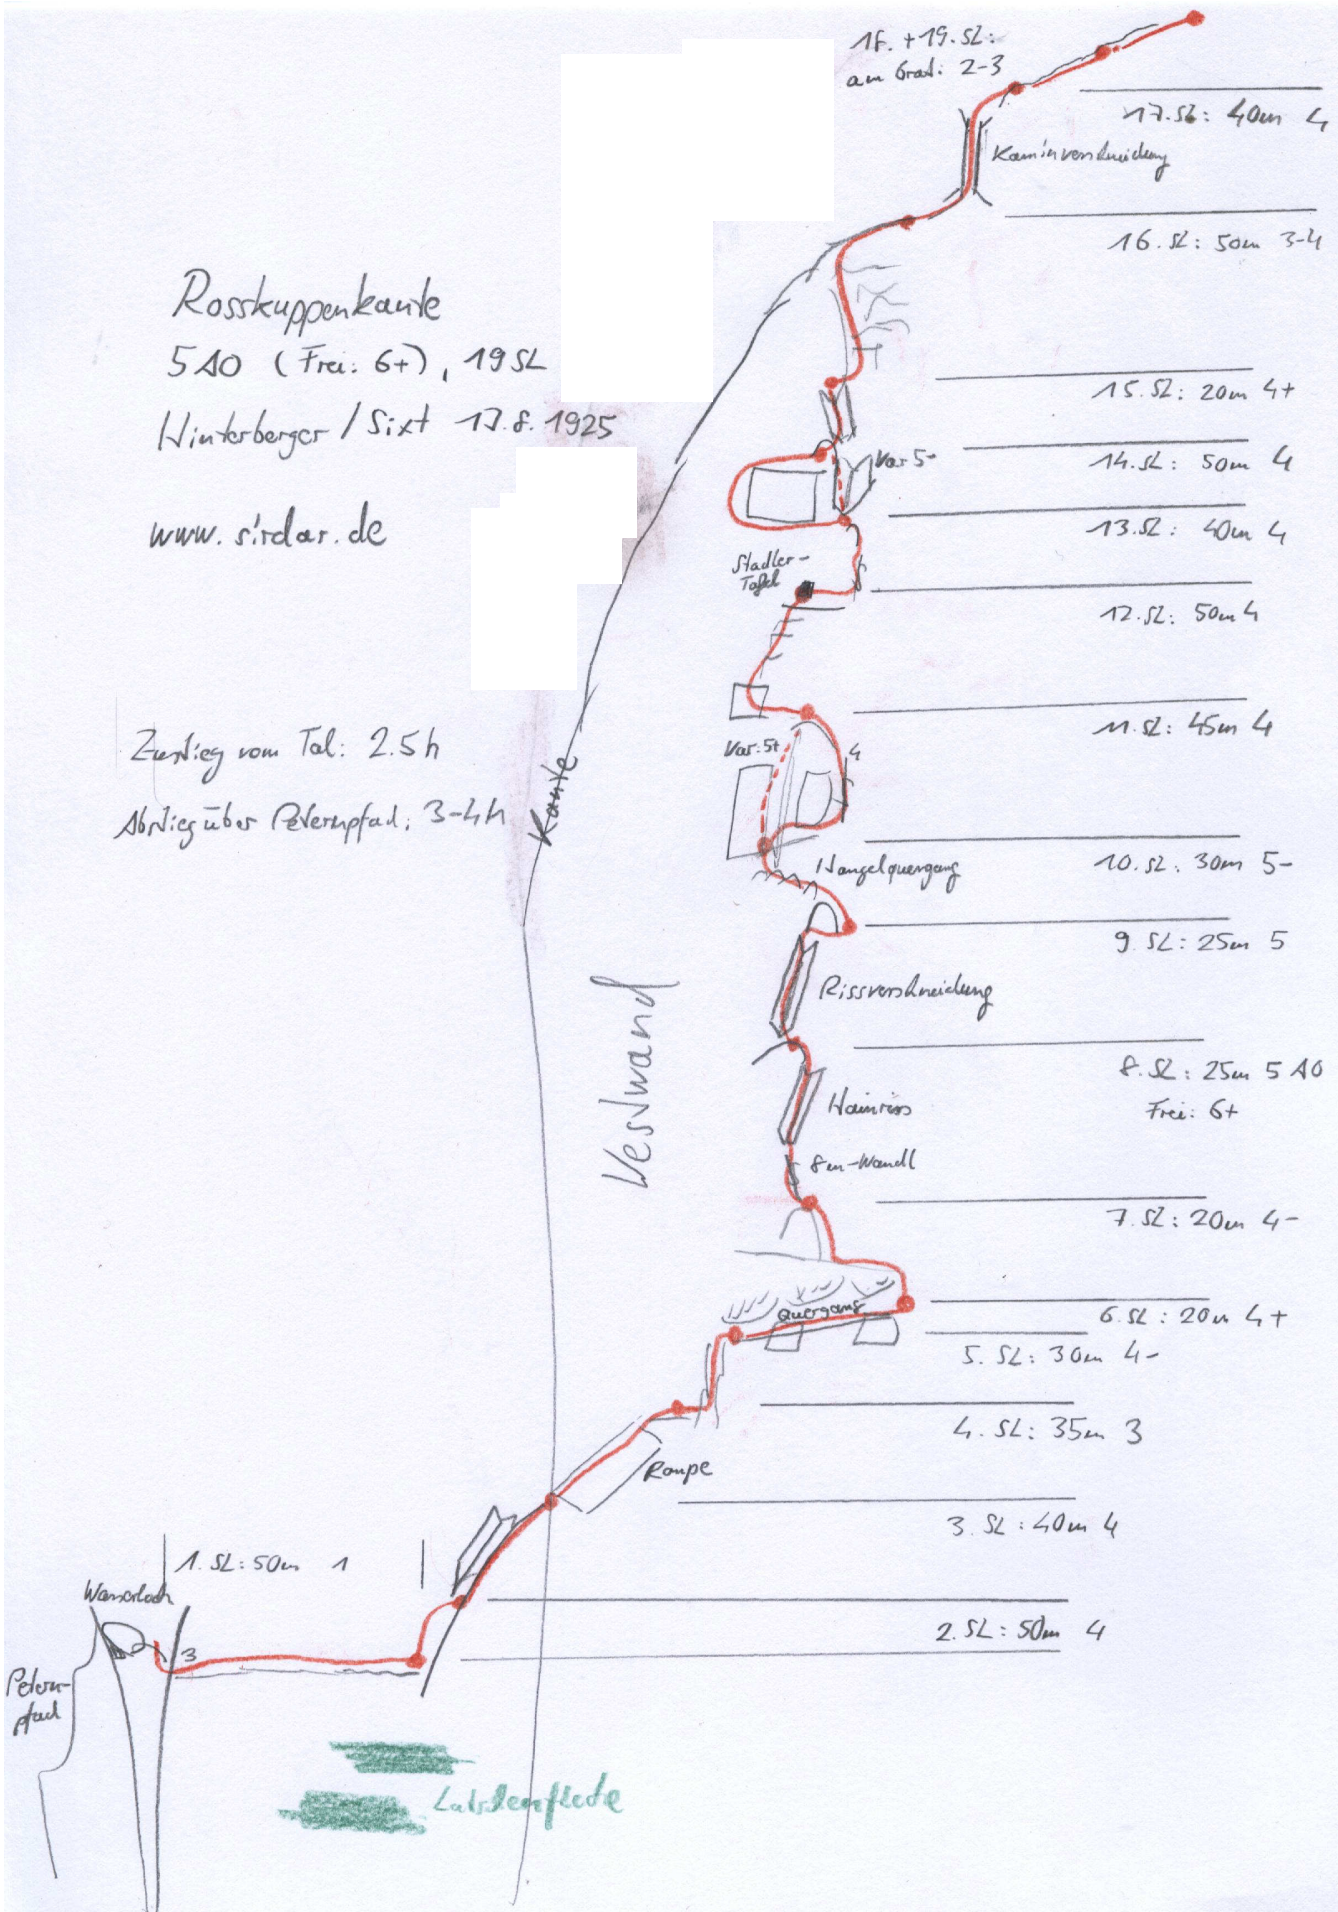 18. + 19. SL:
am Grat: 2-3
17. SL: 40m 4
Kaminverschneidung
16. SL: 50m 3-4
Rosskuppenkante
5 A0 (Frei: 6+), 19 SL
Hinterberger / Sixt 17.8.1925
www.sirdar.de
15. SL: 20m 4+
Var 5-
14. SL: 50m 4
13. SL: 40m 4
Stadler-
Tafel
12. SL: 50m 4
11. SL: 45m 4
Zustieg vom Tal: 2.5h
Abstieg über Peternpfad: 3-4h
Kante
Var: 5+
4
10. SL: 30m 5-
Hangelquergang
9. SL: 25m 5
Rissverschneidung
Westwand
8. SL: 25m 5 A0
Frei: 6+
Hainriss
8m-Wandl
7. SL: 20m 4-
Quergang
6. SL: 20m 4+
5. SL: 30m 4-
4. SL: 35m 3
Rampe
3. SL: 40m 4
1. SL: 50m 1
Wasserloch
2. SL: 50m 4
3
Petern-
pfad
Latschenflecke